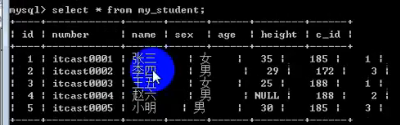 mysql> select * from my_student;
| id | number | name | sex | age | height | c_id |
| 1 | itcast0001 | 张三 | 女 | 35 | 185 | 1 |
| 2 | itcast0002 | 李四 | 男 | 29 | 172 | 3 |
| 3 | itcast0003 | 王五 | 女 | 25 | 188 | 1 |
| 4 | itcast0004 | 赵六 | 男 | NULL | 188 | 2 |
| 5 | itcast0005 | 小明 | 男 | 30 | 185 | 3 |